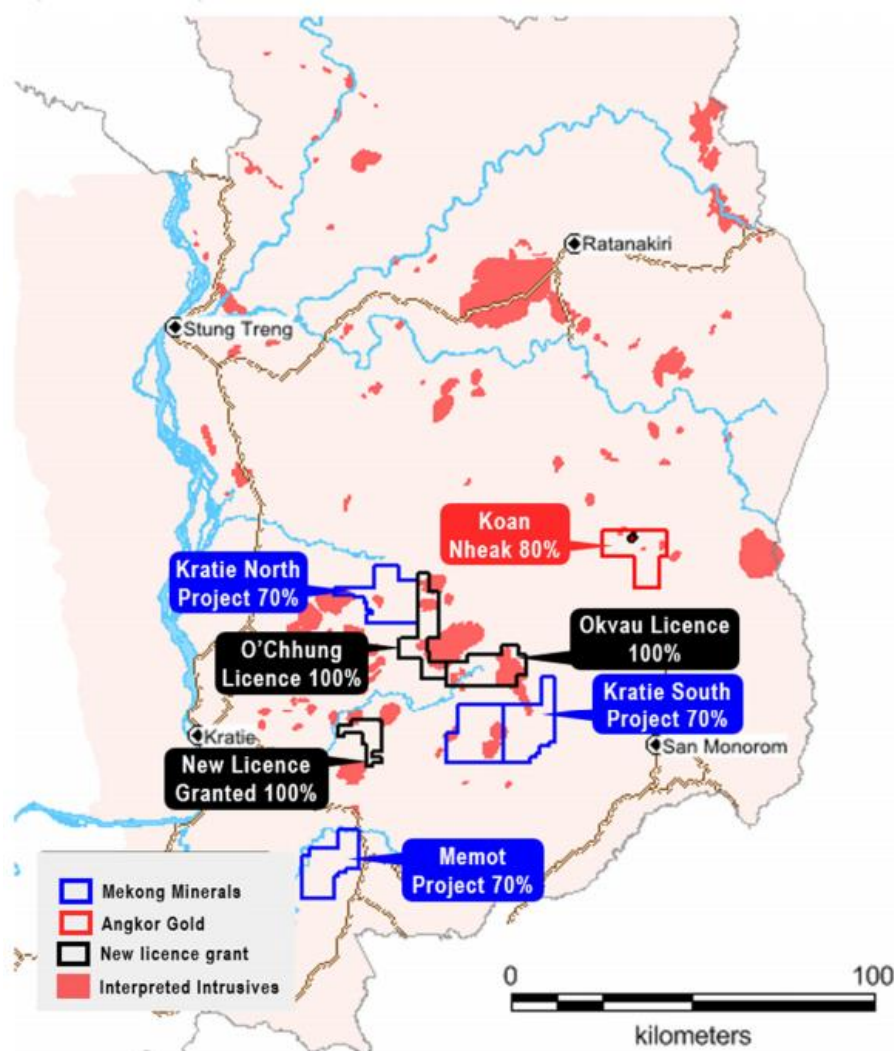 Ratanakiri
Stung Treng
Koan
Nheak 80%
Kratie North
Project 70%
O'Chhung
Licence 100%
Okvau Licence
100%
Kratie South
Project 70%
Kratie
San Monorom
New Licence
Granted 100%
Memot
Project 70%
Mekong Minerals
Angkor Gold
New licence grant
Interpreted Intrusives
0
100
kilometers